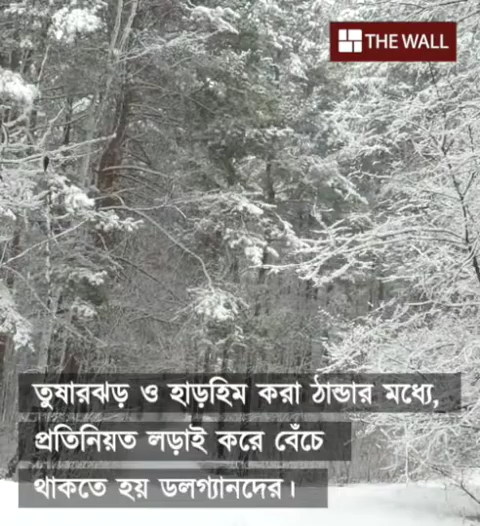 THE WALL
তুষারঝড় ও হাড়হিম করা ঠান্ডার মধ্যে,
প্রতিনিয়ত লড়াই করে বেঁচে
থাকতে হয় ডলগ্যানদের।